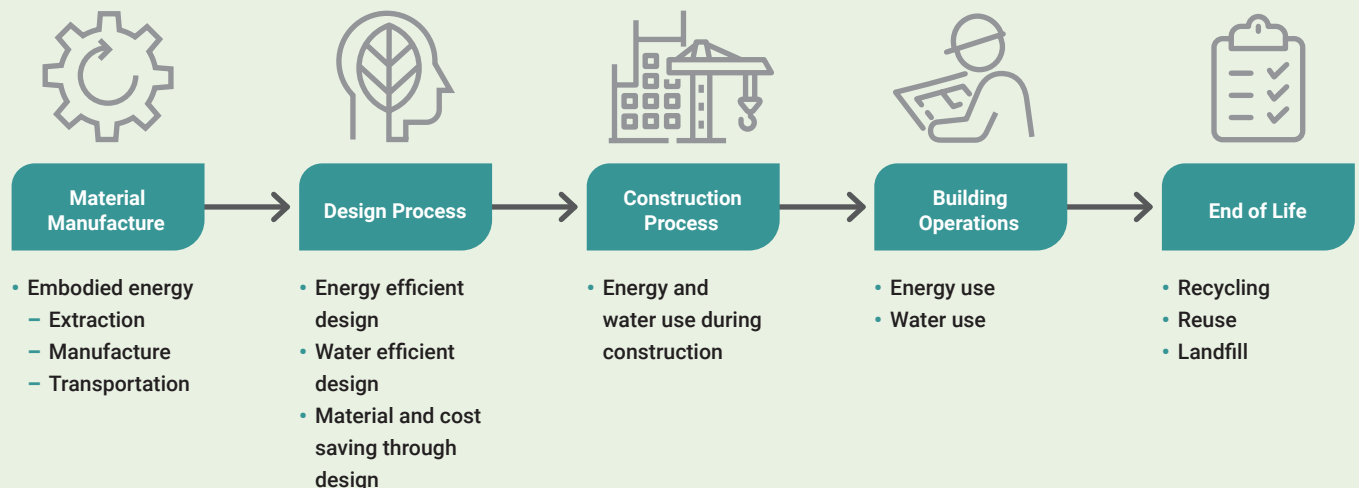 Material
Manufacture
Design Process
Construction
Process
Building
Operations
End of Life
• Embodied energy
– Extraction
– Manufacture
– Transportation
• Energy efficient
design
• Water efficient
design
• Material and cost
saving through
design
• Energy and
water use during
construction
• Energy use
• Water use
• Recycling
• Reuse
• Landfill